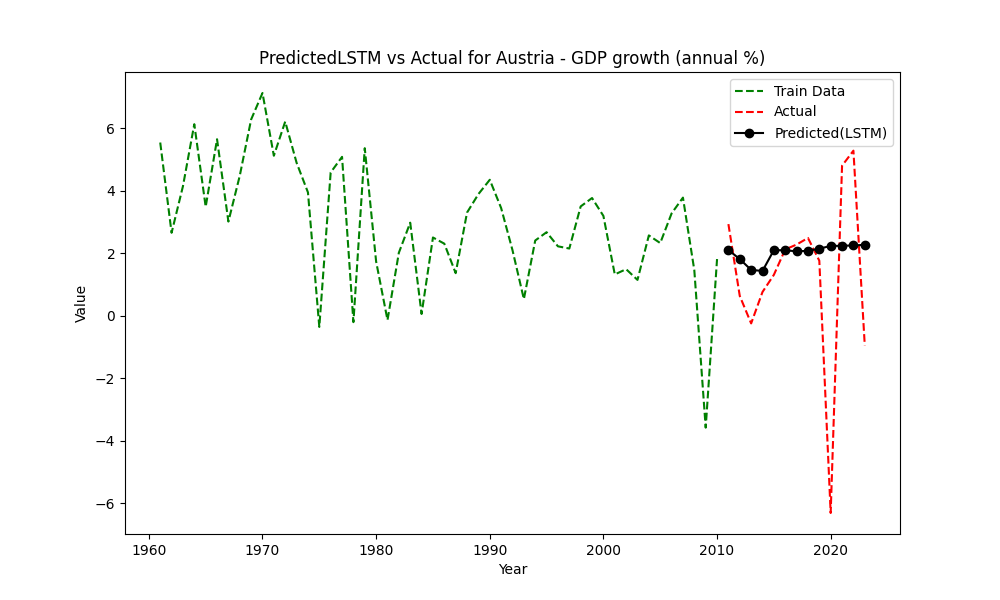 PredictedLSTM vs Actual for Austria - GDP growth (annual %)
Train Data
Actual
Predicted(LSTM)
Value
6
4
2
0
−2
−4
−6
1960 1970 1980 1990 2000 2010 2020
Year